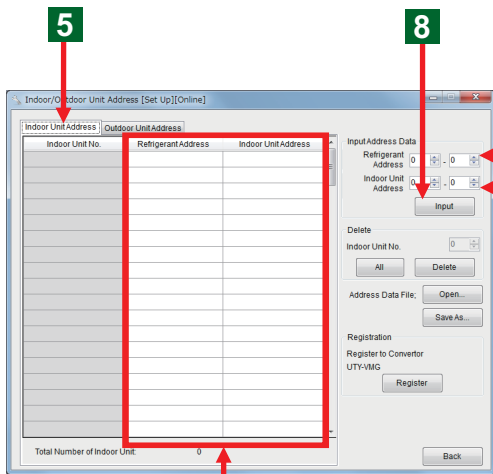 5
8
Indoor/Outdoor Unit Address [Set Up][Online]
Indoor Unit Address Outdoor Unit Address
Indoor Unit No. Refrigerant Address Indoor Unit Address
Input Address Data
Refrigerant Address 0 - 0
Indoor Unit Address 0 - 0
Input
Delete
Indoor Unit No. 0
All Delete
Address Data File; Open...
Save As...
Registration
Register to Convertor
UTY-VMG
Register
Total Number of Indoor Unit: 0
Back